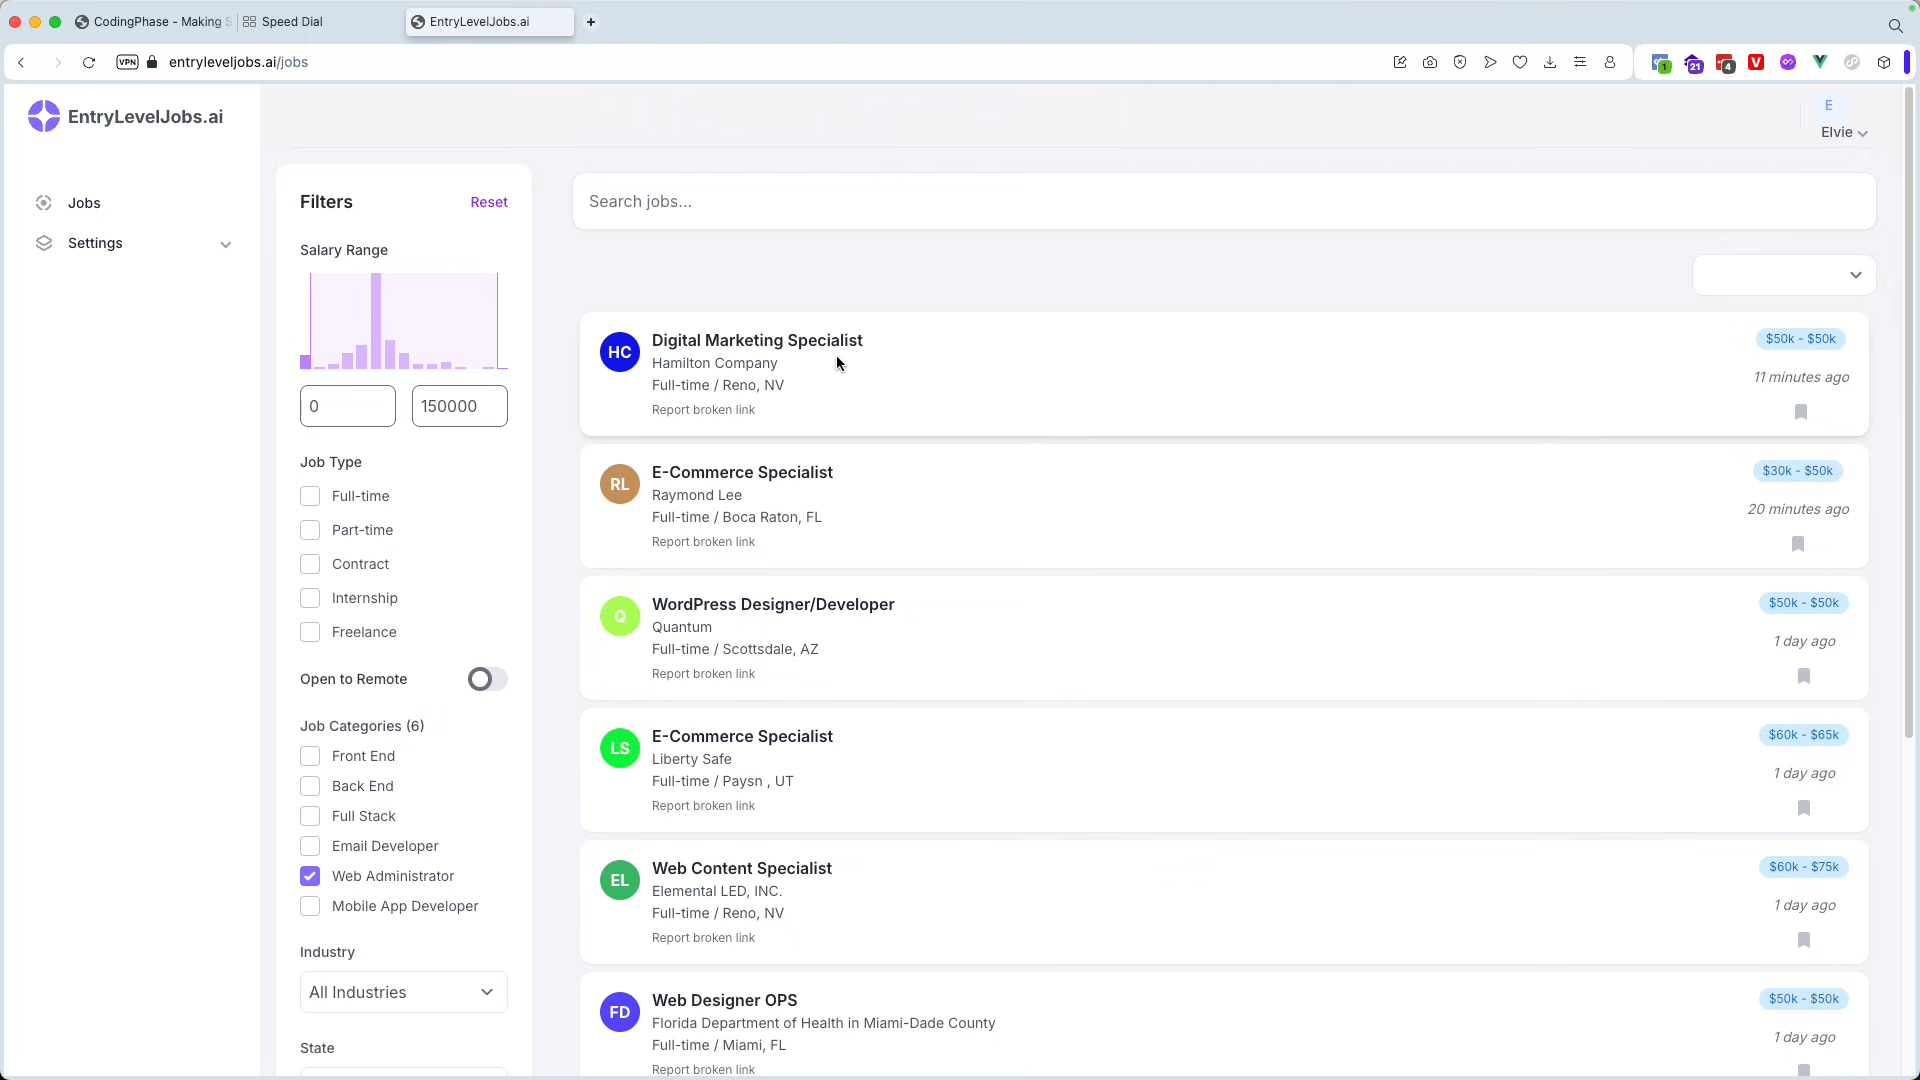 CodingPhase - Making S
Speed Dial
EntryLevelJobs.ai
VPN
entryleveljobs.ai/jobs
1
21
4
V
EntryLevelJobs.ai
E
Elvie
Jobs
Settings
Filters
Reset
Salary Range
0
150000
Job Type
Full-time
Part-time
Contract
Internship
Freelance
Open to Remote
Job Categories (6)
Front End
Back End
Full Stack
Email Developer
Web Administrator
Mobile App Developer
Industry
All Industries
State
Search jobs...
HC
Digital Marketing Specialist
Hamilton Company
Full-time / Reno, NV
Report broken link
$50k - $50k
11 minutes ago
RL
E-Commerce Specialist
Raymond Lee
Full-time / Boca Raton, FL
Report broken link
$30k - $50k
20 minutes ago
Q
WordPress Designer/Developer
Quantum
Full-time / Scottsdale, AZ
Report broken link
$50k - $50k
1 day ago
LS
E-Commerce Specialist
Liberty Safe
Full-time / Paysn , UT
Report broken link
$60k - $65k
1 day ago
EL
Web Content Specialist
Elemental LED, INC.
Full-time / Reno, NV
Report broken link
$60k - $75k
1 day ago
FD
Web Designer OPS
Florida Department of Health in Miami-Dade County
Full-time / Miami, FL
Report broken link
$50k - $50k
1 day ago